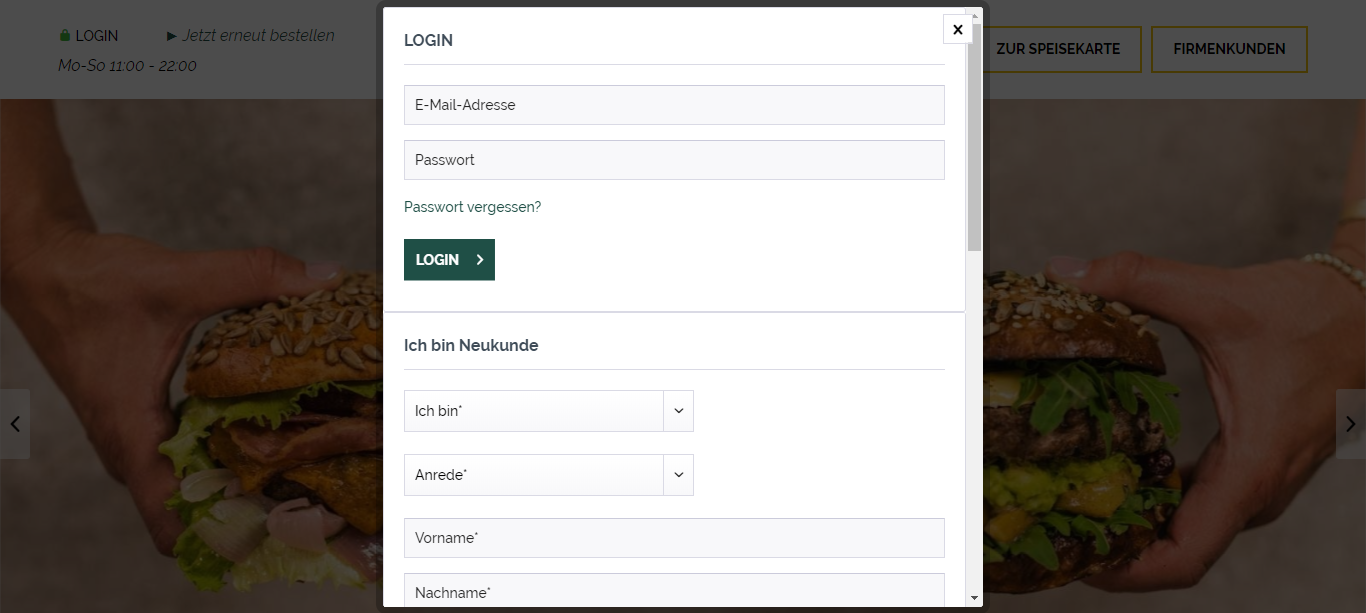 LOGIN
Jetzt erneut bestellen
Mo-So 11:00 - 22:00
ZUR SPEISEKARTE
FIRMENKUNDEN
LOGIN
E-Mail-Adresse
Passwort
Passwort vergessen?
LOGIN
Ich bin Neukunde
Ich bin*
Anrede*
Vorname*
Nachname*